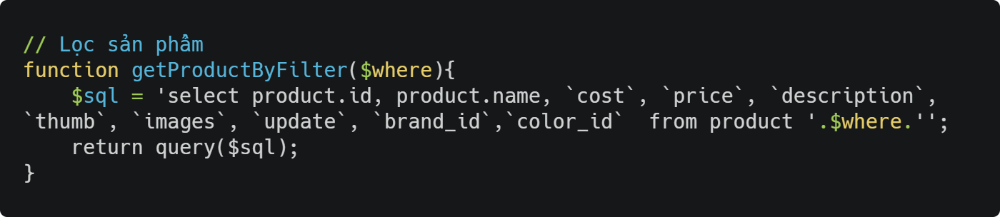 // Lọc sản phẩm
function getProductByFilter($where){
    $sql = 'select product.id, product.name, `cost`, `price`, `description`,
`thumb`, `images`, `update`, `brand_id`,`color_id`  from product '.$where.'';
    return query($sql);
}